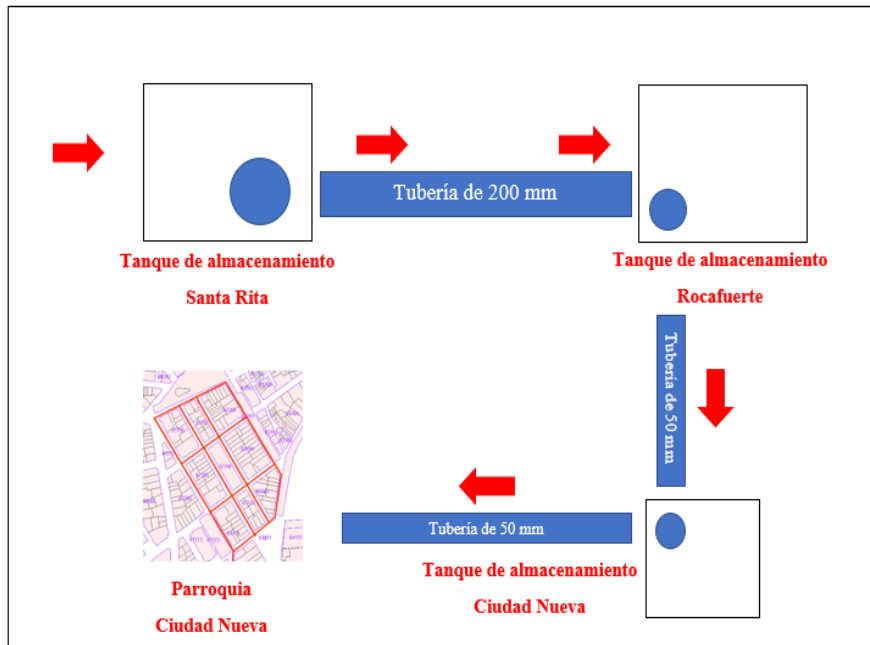 Tubería de 200 mm
Tanque de almacenamiento
Santa Rita
Tanque de almacenamiento
Rocafuerte
Tubería de 50 mm
Tubería de 50 mm
Tanque de almacenamiento
Ciudad Nueva
Parroquia
Ciudad Nueva